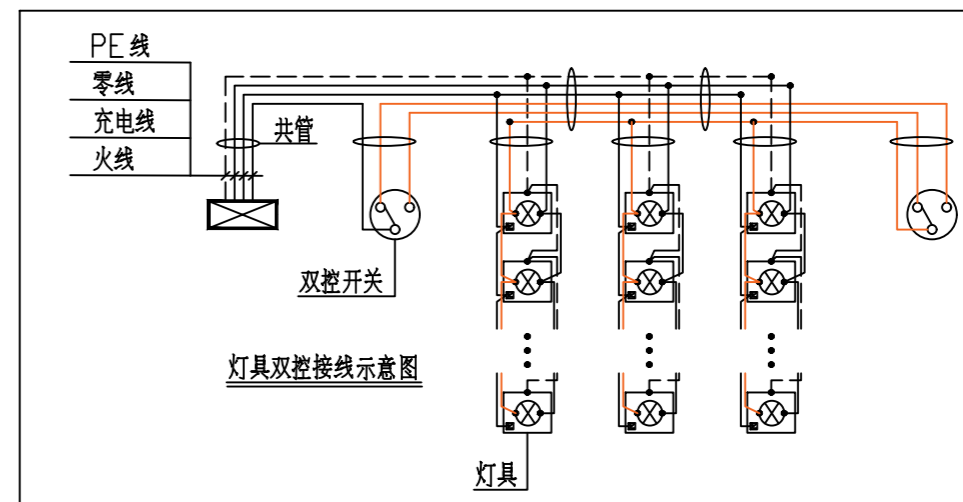 PE线
零线
充电线
火线
共管
双控开关
灯具双控接线示意图
灯具